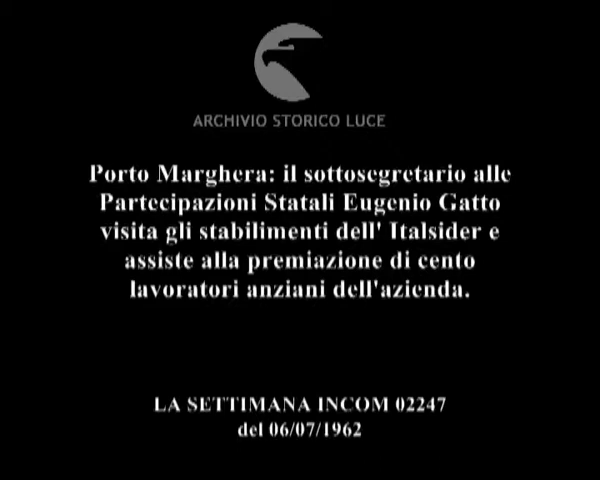 ARCHIVIO STORICO LUCE
Porto Marghera: il sottosegretario alle
Partecipazioni Statali Eugenio Gatto
visita gli stabilimenti dell' Italsider e
assiste alla premiazione di cento
lavoratori anziani dell'azienda.
LA SETTIMANA INCOM 02247
del 06/07/1962